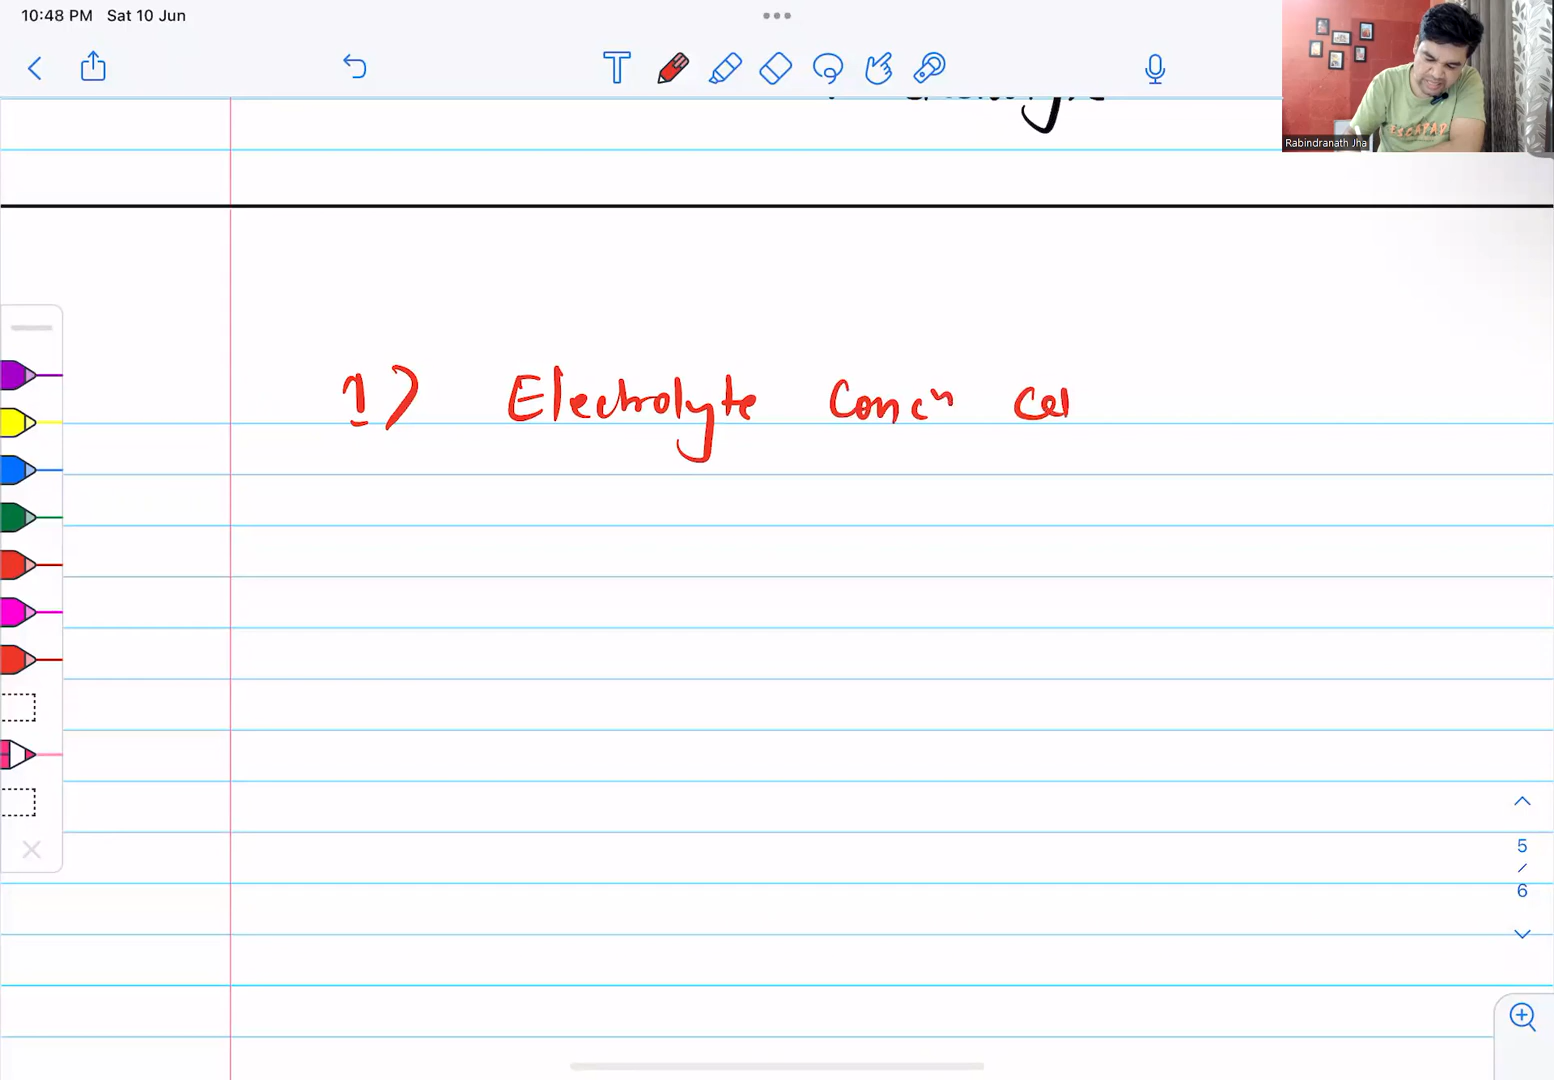 10:48 PM Sat 10 Jun
Rabindranath Jha
1) Electrolyte Concn Cel
5
/
6